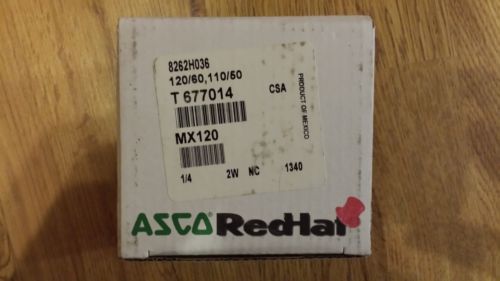 8262H036
120/60,110/50
T 677014
CSA
MX120
1/4 2W NC 1340
PRODUCT OF MEXICO
ASCO RedHat